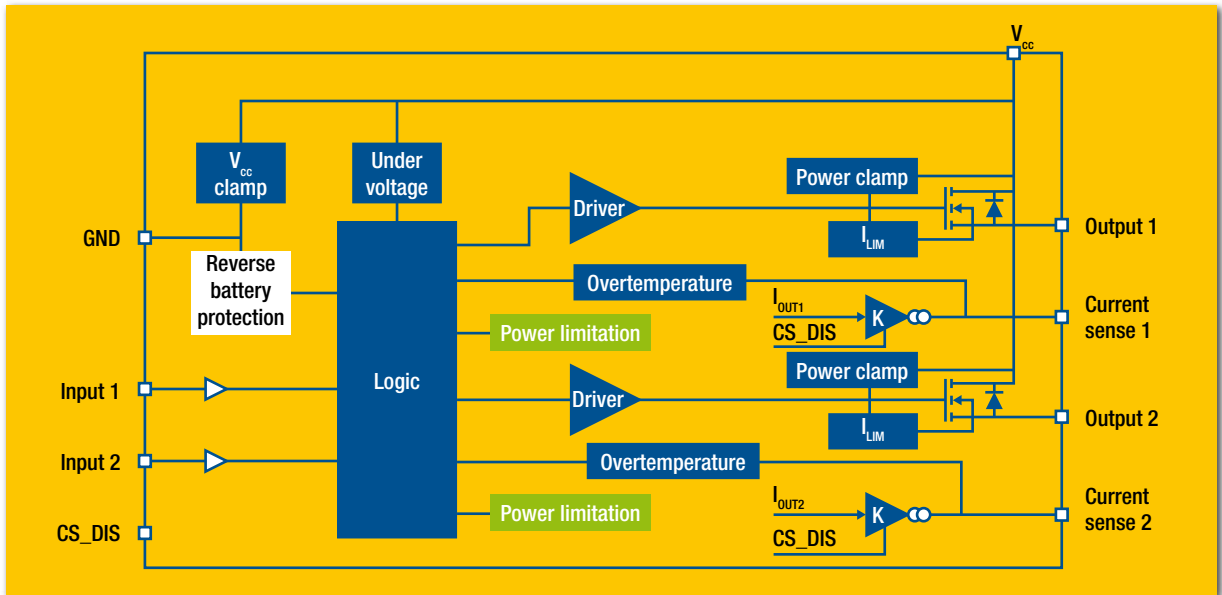 Vcc
Vcc
clamp
Under
voltage
Power clamp
Driver
ILIM
Output 1
GND
Reverse
battery
protection
Overtemperature
IOUT1
K
CS_DIS
Current
sense 1
Power limitation
Power clamp
Logic
Input 1
Driver
ILIM
Output 2
Input 2
Overtemperature
IOUT2
K
CS_DIS
Current
sense 2
Power limitation
CS_DIS